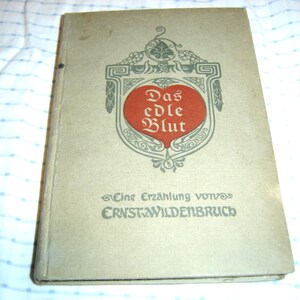 Das
edle
Blut
Eine Erzählung von
ERNST v. WILDENBRUCH